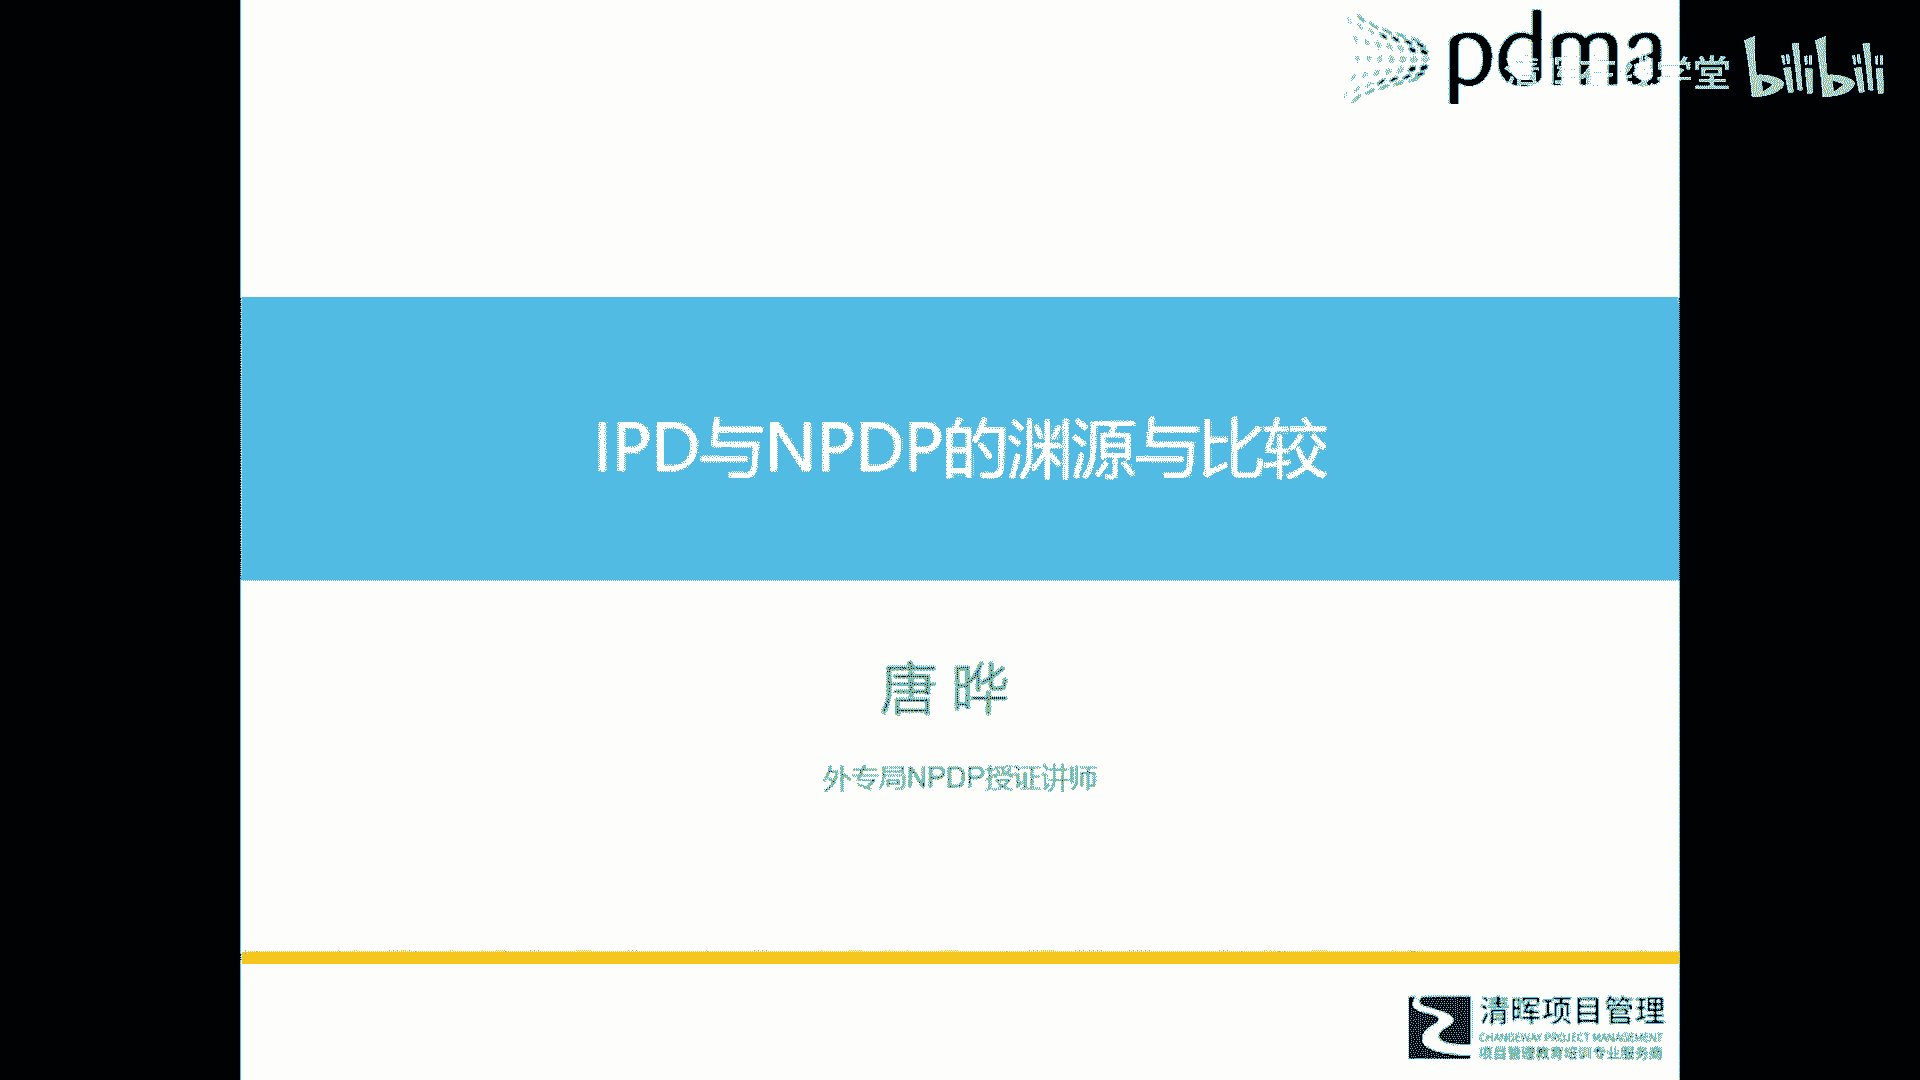 pdma
清晖在线学堂 bilibili
IPD与NPDP的渊源与比较
唐 晔
外专局NPDP授证讲师
清晖项目管理
CHANGEWAY PROJECT MANAGEMENT
项目管理教育培训专业服务商